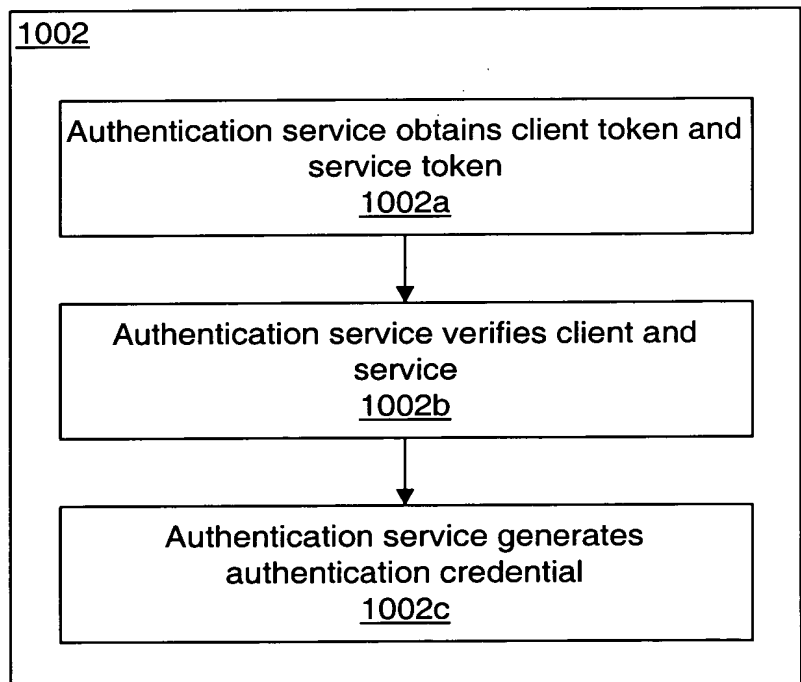 1002
Authentication service obtains client token and
service token
1002a
Authentication service verifies client and
service
1002b
Authentication service generates
authentication credential
1002c